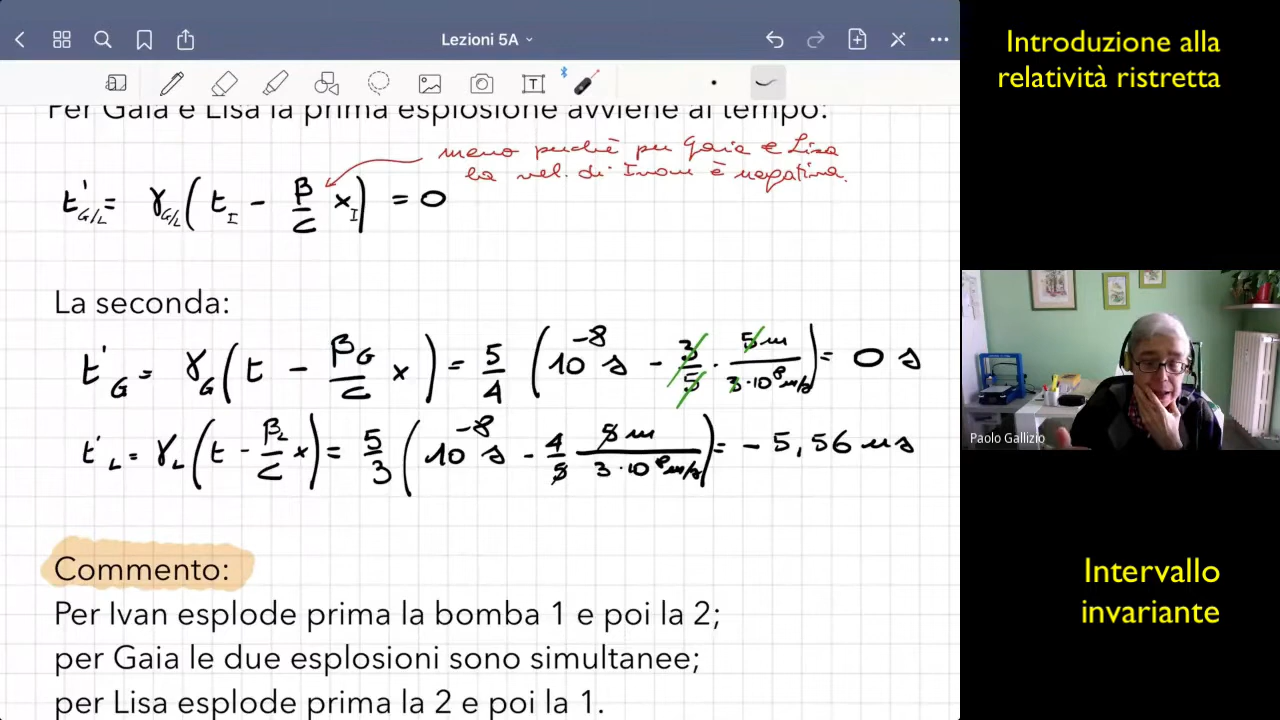 Lezioni 5A
Per Gaia e Lisa la prima esplosione avviene al tempo:
meno perché per Gaia e Lisa
la vel. di Ivan è negativa.
t'G/L = γG/L ( tI − β/c xI ) = 0
La seconda:
t'G = γG ( t − βG/c x ) = 5/4 ( 10⁻⁸ s − 3/5 · 5m/3·10⁸m/s ) = 0 s
t'L = γL ( t − βL/c x ) = 5/3 ( 10⁻⁸ s − 4/5 5m/3·10⁸m/s ) = − 5,56 ns
Commento:
Per Ivan esplode prima la bomba 1 e poi la 2;
per Gaia le due esplosioni sono simultanee;
per Lisa esplode prima la 2 e poi la 1.
Introduzione alla
relatività ristretta
Paolo Gallizio
Intervallo
invariante